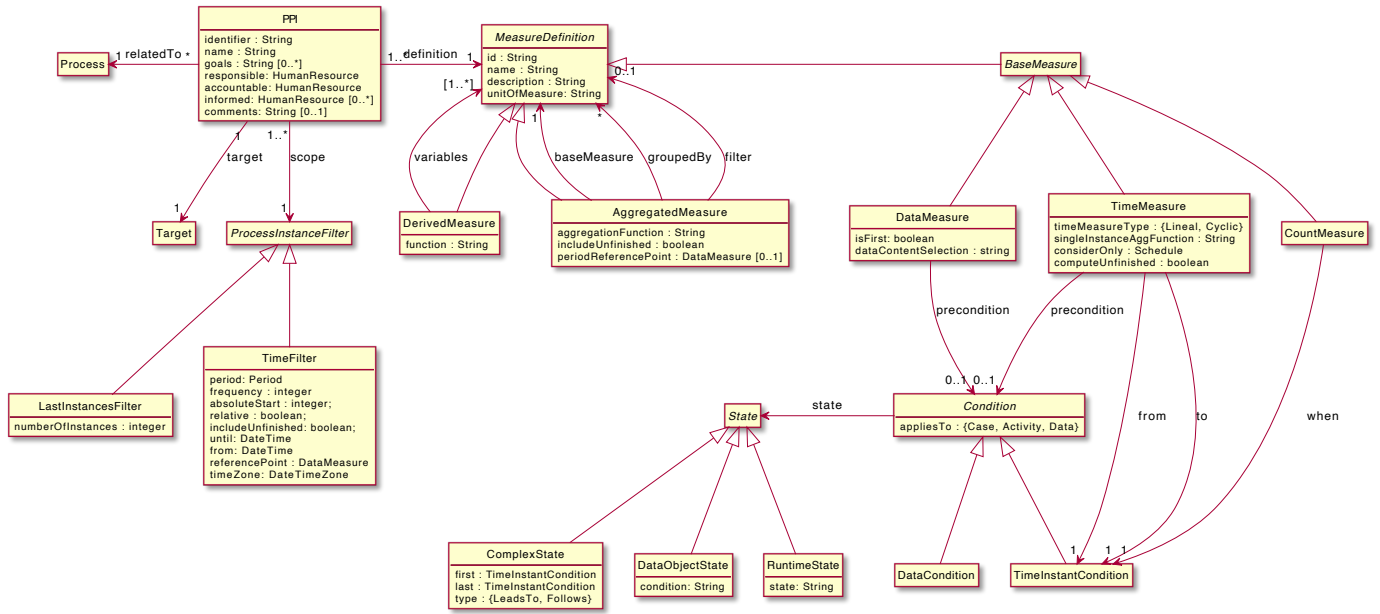 PPI
identifier : String
name : String
goals : String [0..*]
responsible: HumanResource
accountable: HumanResource
informed: HumanResource [0..*]
comments: String [0..1]
Process
1
relatedTo
*
1..*
definition
1
MeasureDefinition
id : String
name : String
description : String
unitOfMeasure: String
0..1
BaseMeasure
[1..*]
1
*
1
target
1..*
scope
variables
baseMeasure
groupedBy
filter
1
Target
1
ProcessInstanceFilter
DerivedMeasure
function : String
AggregatedMeasure
aggregationFunction : String
includeUnfinished : boolean
periodReferencePoint : DataMeasure [0..1]
DataMeasure
isFirst: boolean
dataContentSelection : string
TimeMeasure
timeMeasureType : {Lineal, Cyclic}
singleInstanceAggFunction : String
considerOnly : Schedule
computeUnfinished : boolean
CountMeasure
precondition
precondition
0..1
0..1
LastInstancesFilter
numberOfInstances : integer
TimeFilter
period: Period
frequency : integer
absoluteStart : integer;
relative : boolean;
includeUnfinished: boolean;
until: DateTime
from: DateTime
referencePoint : DataMeasure
timeZone: DateTimeZone
State
state
Condition
appliesTo : {Case, Activity, Data}
from
to
when
ComplexState
first : TimeInstantCondition
last : TimeInstantCondition
type : {LeadsTo, Follows}
DataObjectState
condition: String
RuntimeState
state: String
DataCondition
1
1
1
TimeInstantCondition